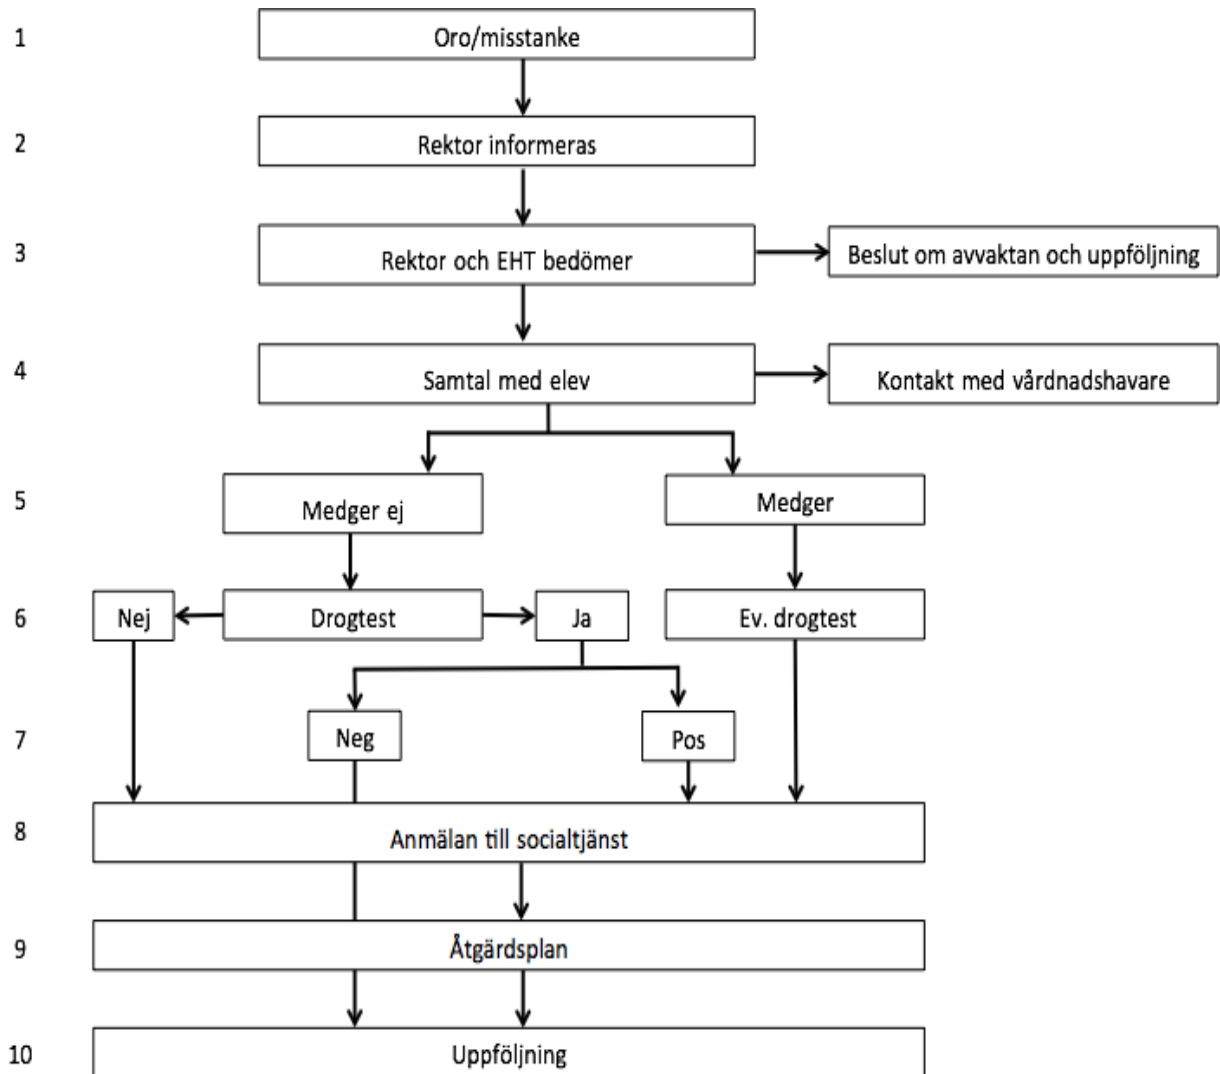 1
Oro/misstanke
2
Rektor informeras
3
Rektor och EHT bedömer
Beslut om avvaktan och uppföljning
4
Samtal med elev
Kontakt med vårdnadshavare
5
Medger ej
Medger
6
Nej
Drogtest
Ja
Ev. drogtest
7
Neg
Pos
8
Anmälan till socialtjänst
9
Åtgärdsplan
10
Uppföljning